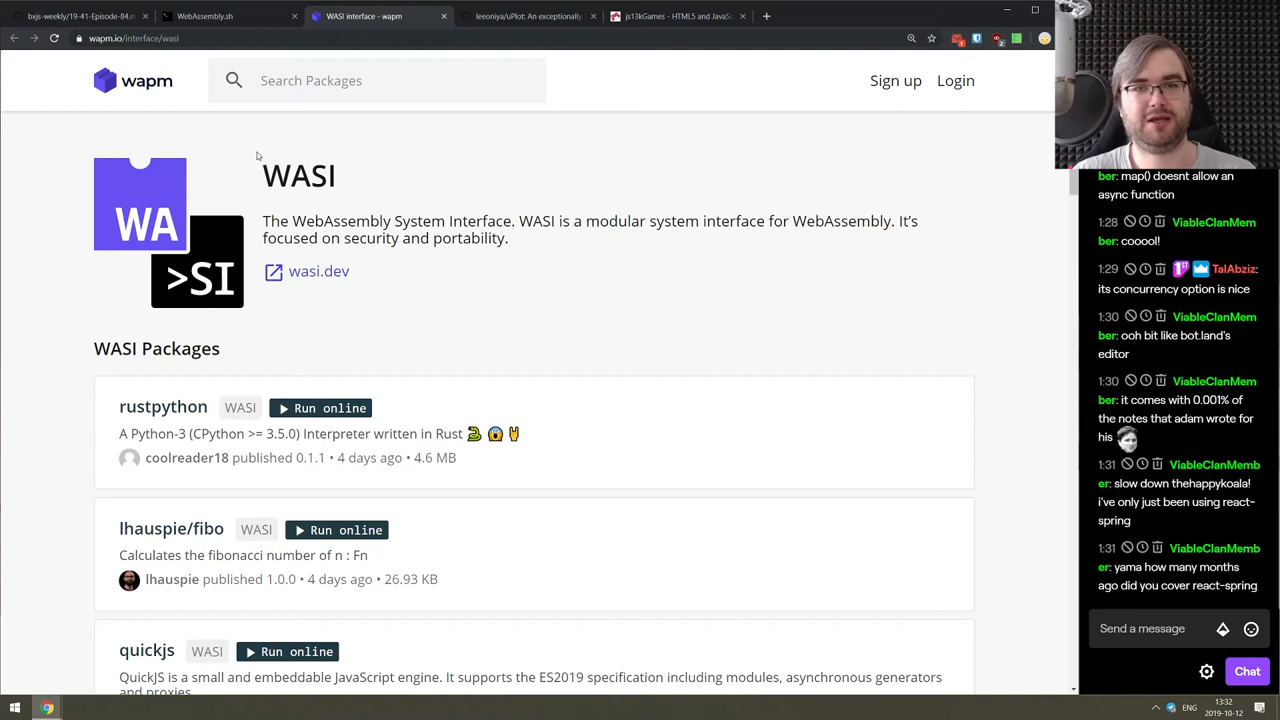 bxjs-weekly/19-41-Episode-84.m
WebAssembly.sh
WASI interface - wapm
leeoniya/uPlot: An exceptionally
js13kGames - HTML5 and JavaSc
wapm.io/interface/wasi
wapm
Search Packages
Sign up
Login
WA
>SI
WASI
The WebAssembly System Interface. WASI is a modular system interface for WebAssembly. It's
focused on security and portability.
wasi.dev
WASI Packages
rustpython WASI Run online
A Python-3 (CPython >= 3.5.0) Interpreter written in Rust 🐍 😱 🤘
coolreader18 published 0.1.1 • 4 days ago • 4.6 MB
lhauspie/fibo WASI Run online
Calculates the fibonacci number of n : Fn
lhauspie published 1.0.0 • 4 days ago • 26.93 KB
quickjs WASI Run online
QuickJS is a small and embeddable JavaScript engine. It supports the ES2019 specification including modules, asynchronous generators
and proxies.
ber: map() doesnt allow an
async function
1:28 ViableClanMem
ber: cooool!
1:29 1ST TalAbziz:
its concurrency option is nice
1:30 ViableClanMem
ber: ooh bit like bot.land's
editor
1:30 ViableClanMem
ber: it comes with 0.001% of
the notes that adam wrote for
his
1:31 ViableClanMemb
er: slow down thehappykoala!
i've only just been using react-
spring
1:31 ViableClanMemb
er: yama how many months
ago did you cover react-spring
Send a message
Chat
ENG
13:32
2019-10-12